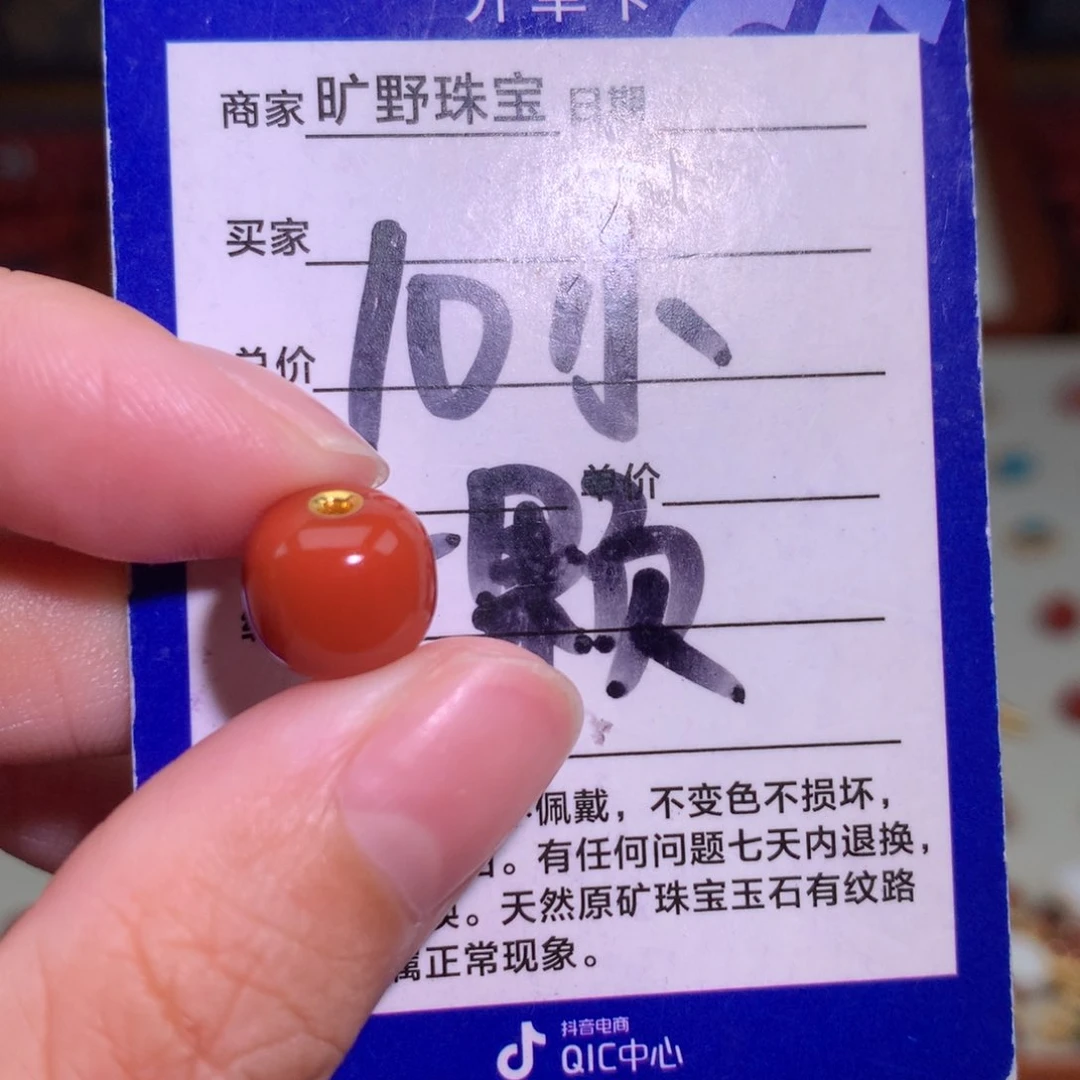 商家旷野珠宝 日期
买家
10小
单价
单价
颗
佩戴，不变色不损坏，
。有任何问题七天内退换，
。天然原矿珠宝玉石有纹路
属正常现象。
抖音电商
QIC中心